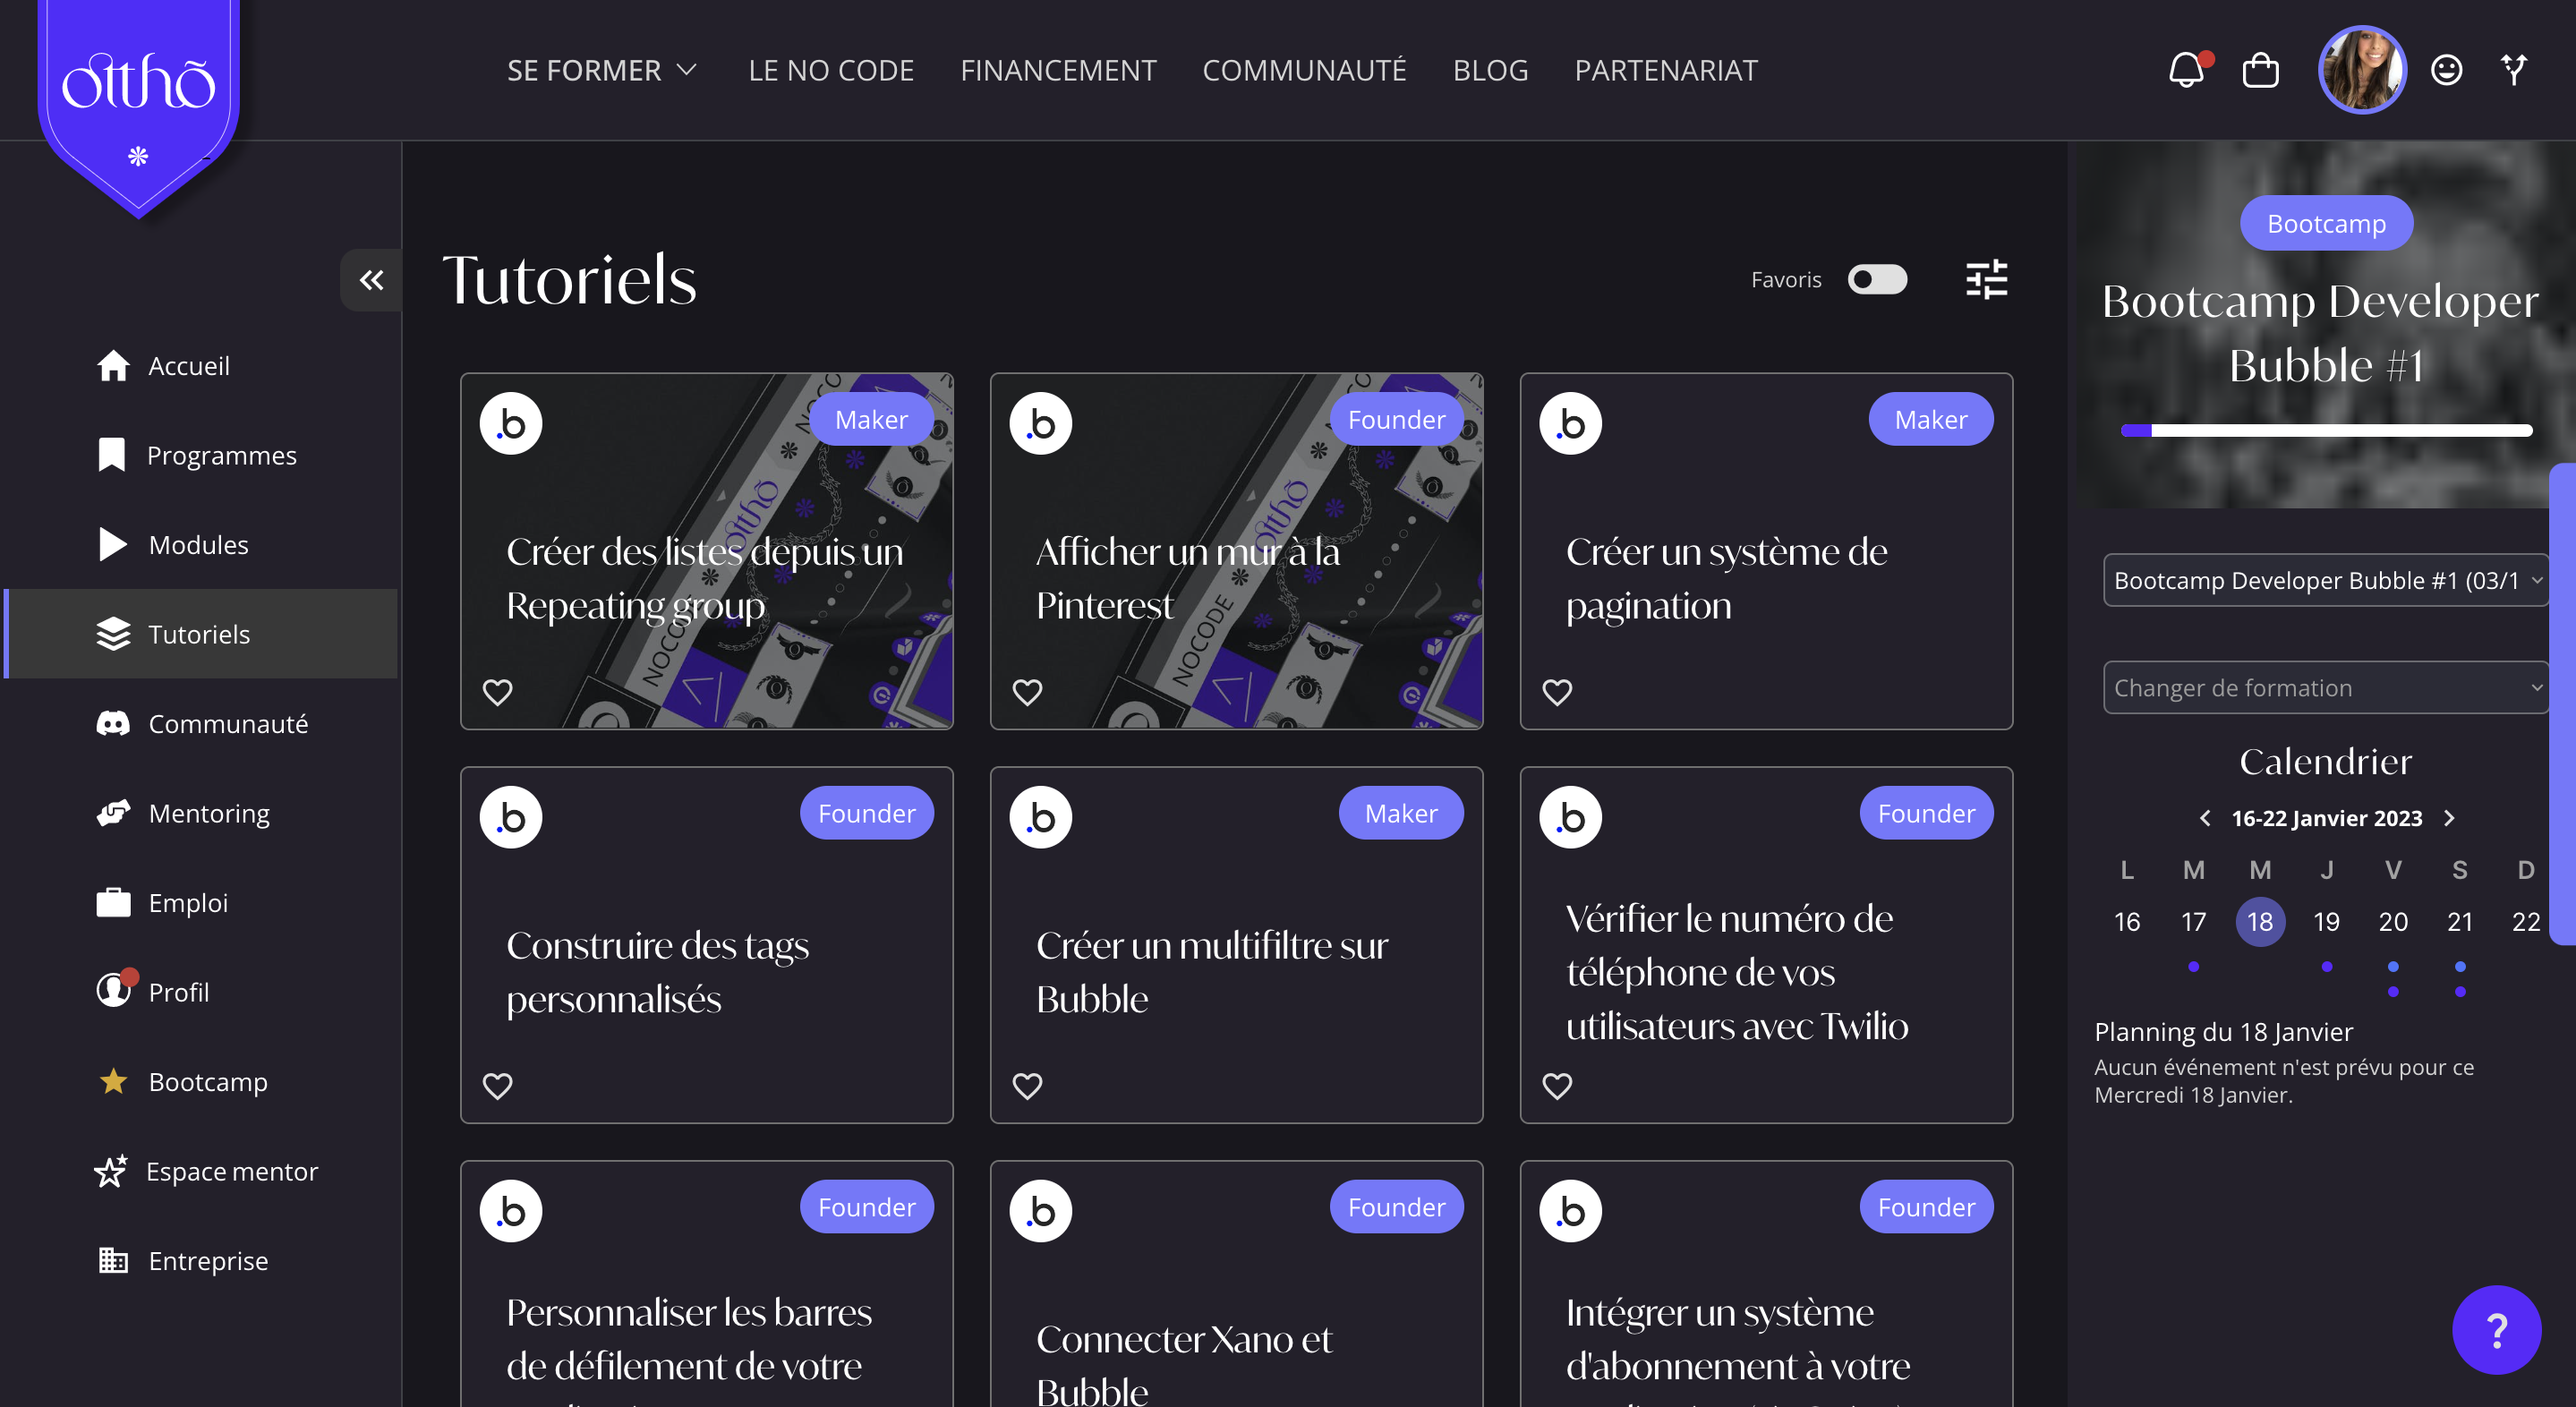 otthō
SE FORMER
LE NO CODE
FINANCEMENT
COMMUNAUTÉ
BLOG
PARTENARIAT
Accueil
Programmes
Modules
Tutoriels
Communauté
Mentoring
Emploi
Profil
Bootcamp
Espace mentor
Entreprise
Tutoriels
Favoris
.b
Maker
NOCO
otthō
NOCODE
Créer des listes depuis un
Repeating group
.b
Founder
otthō
NOCODE
Afficher un mur à la
Pinterest
.b
Maker
Créer un système de
pagination
.b
Founder
Construire des tags
personnalisés
.b
Maker
Créer un multifiltre sur
Bubble
.b
Founder
Vérifier le numéro de
téléphone de vos
utilisateurs avec Twilio
.b
Founder
Personnaliser les barres
de défilement de votre
.b
Founder
Connecter Xano et
Bubble
.b
Founder
Intégrer un système
d'abonnement à votre
Bootcamp
Bootcamp Developer
Bubble #1
Bootcamp Developer Bubble #1 (03/1
Changer de formation
Calendrier
16-22 Janvier 2023
L M M J V S D
16 17 18 19 20 21 22
Planning du 18 Janvier
Aucun événement n'est prévu pour ce
Mercredi 18 Janvier.
?